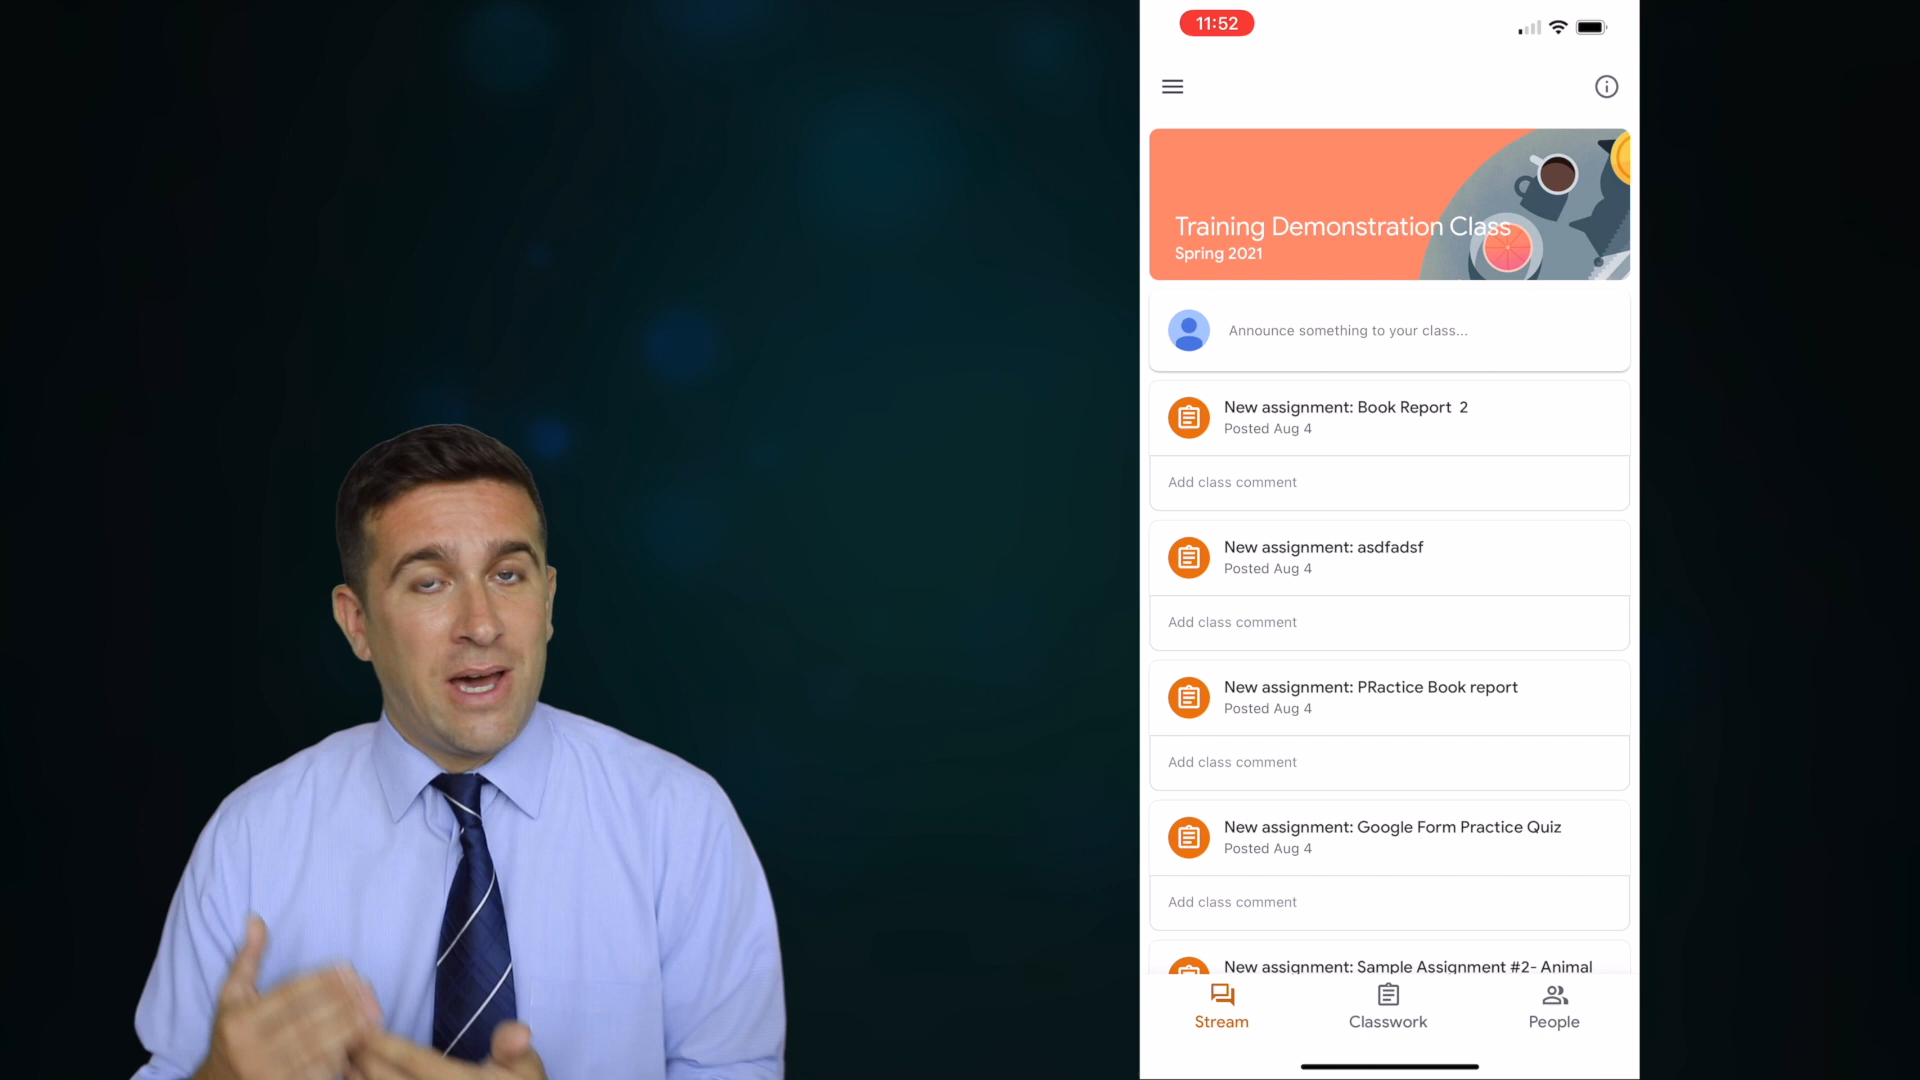 11:52
Training Demonstration Class
Spring 2021
Announce something to your class...
New assignment: Book Report 2
Posted Aug 4
Add class comment
New assignment: asdfadsf
Posted Aug 4
Add class comment
New assignment: PRactice Book report
Posted Aug 4
Add class comment
New assignment: Google Form Practice Quiz
Posted Aug 4
Add class comment
New assignment: Sample Assignment #2- Animal
Stream
Classwork
People